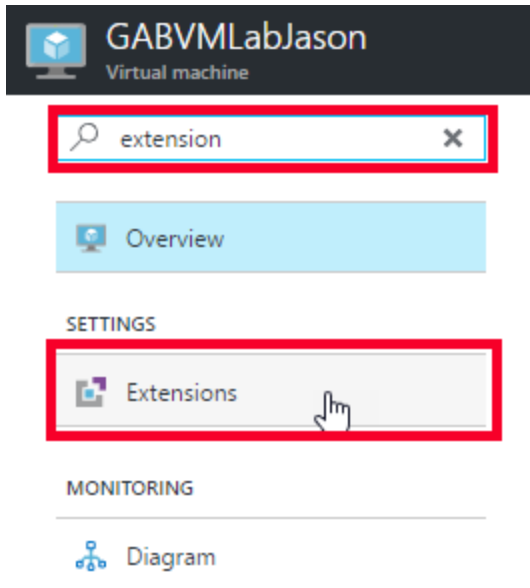 GABVMLabJason
Virtual machine
extension
Overview
SETTINGS
Extensions
MONITORING
Diagram